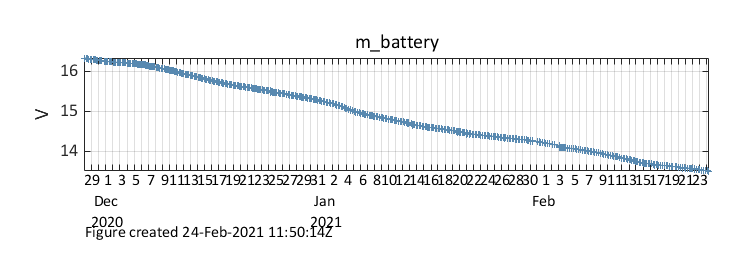 m_battery
16
15
14
V
29 1 3 5 7 9 11 13 15 17 19 21 23 25 27 29 31 2 4 6 8 10 12 14 16 18 20 22 24 26 28 30 1 3 5 7 9 11 13 15 17 19 21 23
Dec Jan Feb
2020 2021
Figure created 24-Feb-2021 11:50:14Z